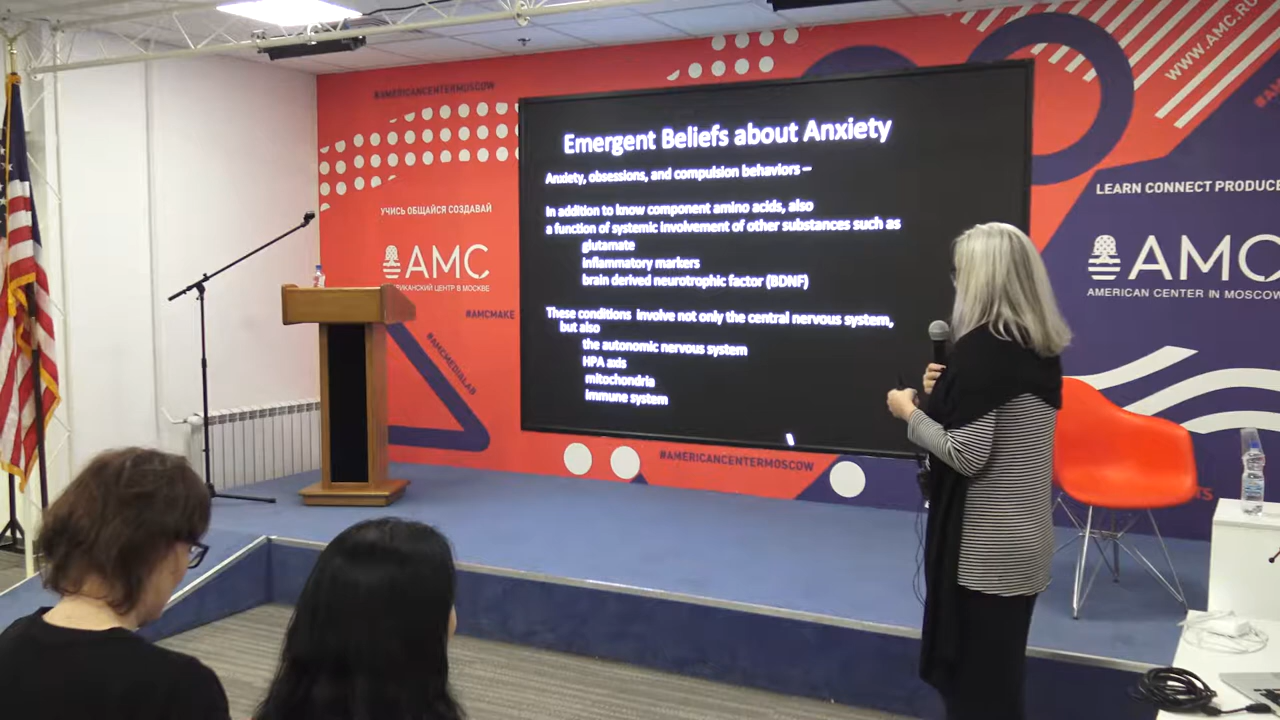 #AMERICANCENTERMOSCOW
УЧИСЬ ОБЩАЙСЯ СОЗДАВАЙ
AMC
ИКАНСКИЙ ЦЕНТР В МОСКВЕ
#AMCMAKE
#AMCMEDIALAB
Emergent Beliefs about Anxiety
Anxiety, obsessions, and compulsion behaviors –
In addition to know component amino acids, also
a function of systemic involvement of other substances such as
glutamate
inflammatory markers
brain derived neurotrophic factor (BDNF)
These conditions involve not only the central nervous system,
but also
the autonomic nervous system
HPA axis
mitochondria
immune system
#AMERICANCENTERMOSCOW
WWW.AMC.RU
LEARN CONNECT PRODUCE
AMC
AMERICAN CENTER IN MOSCOW